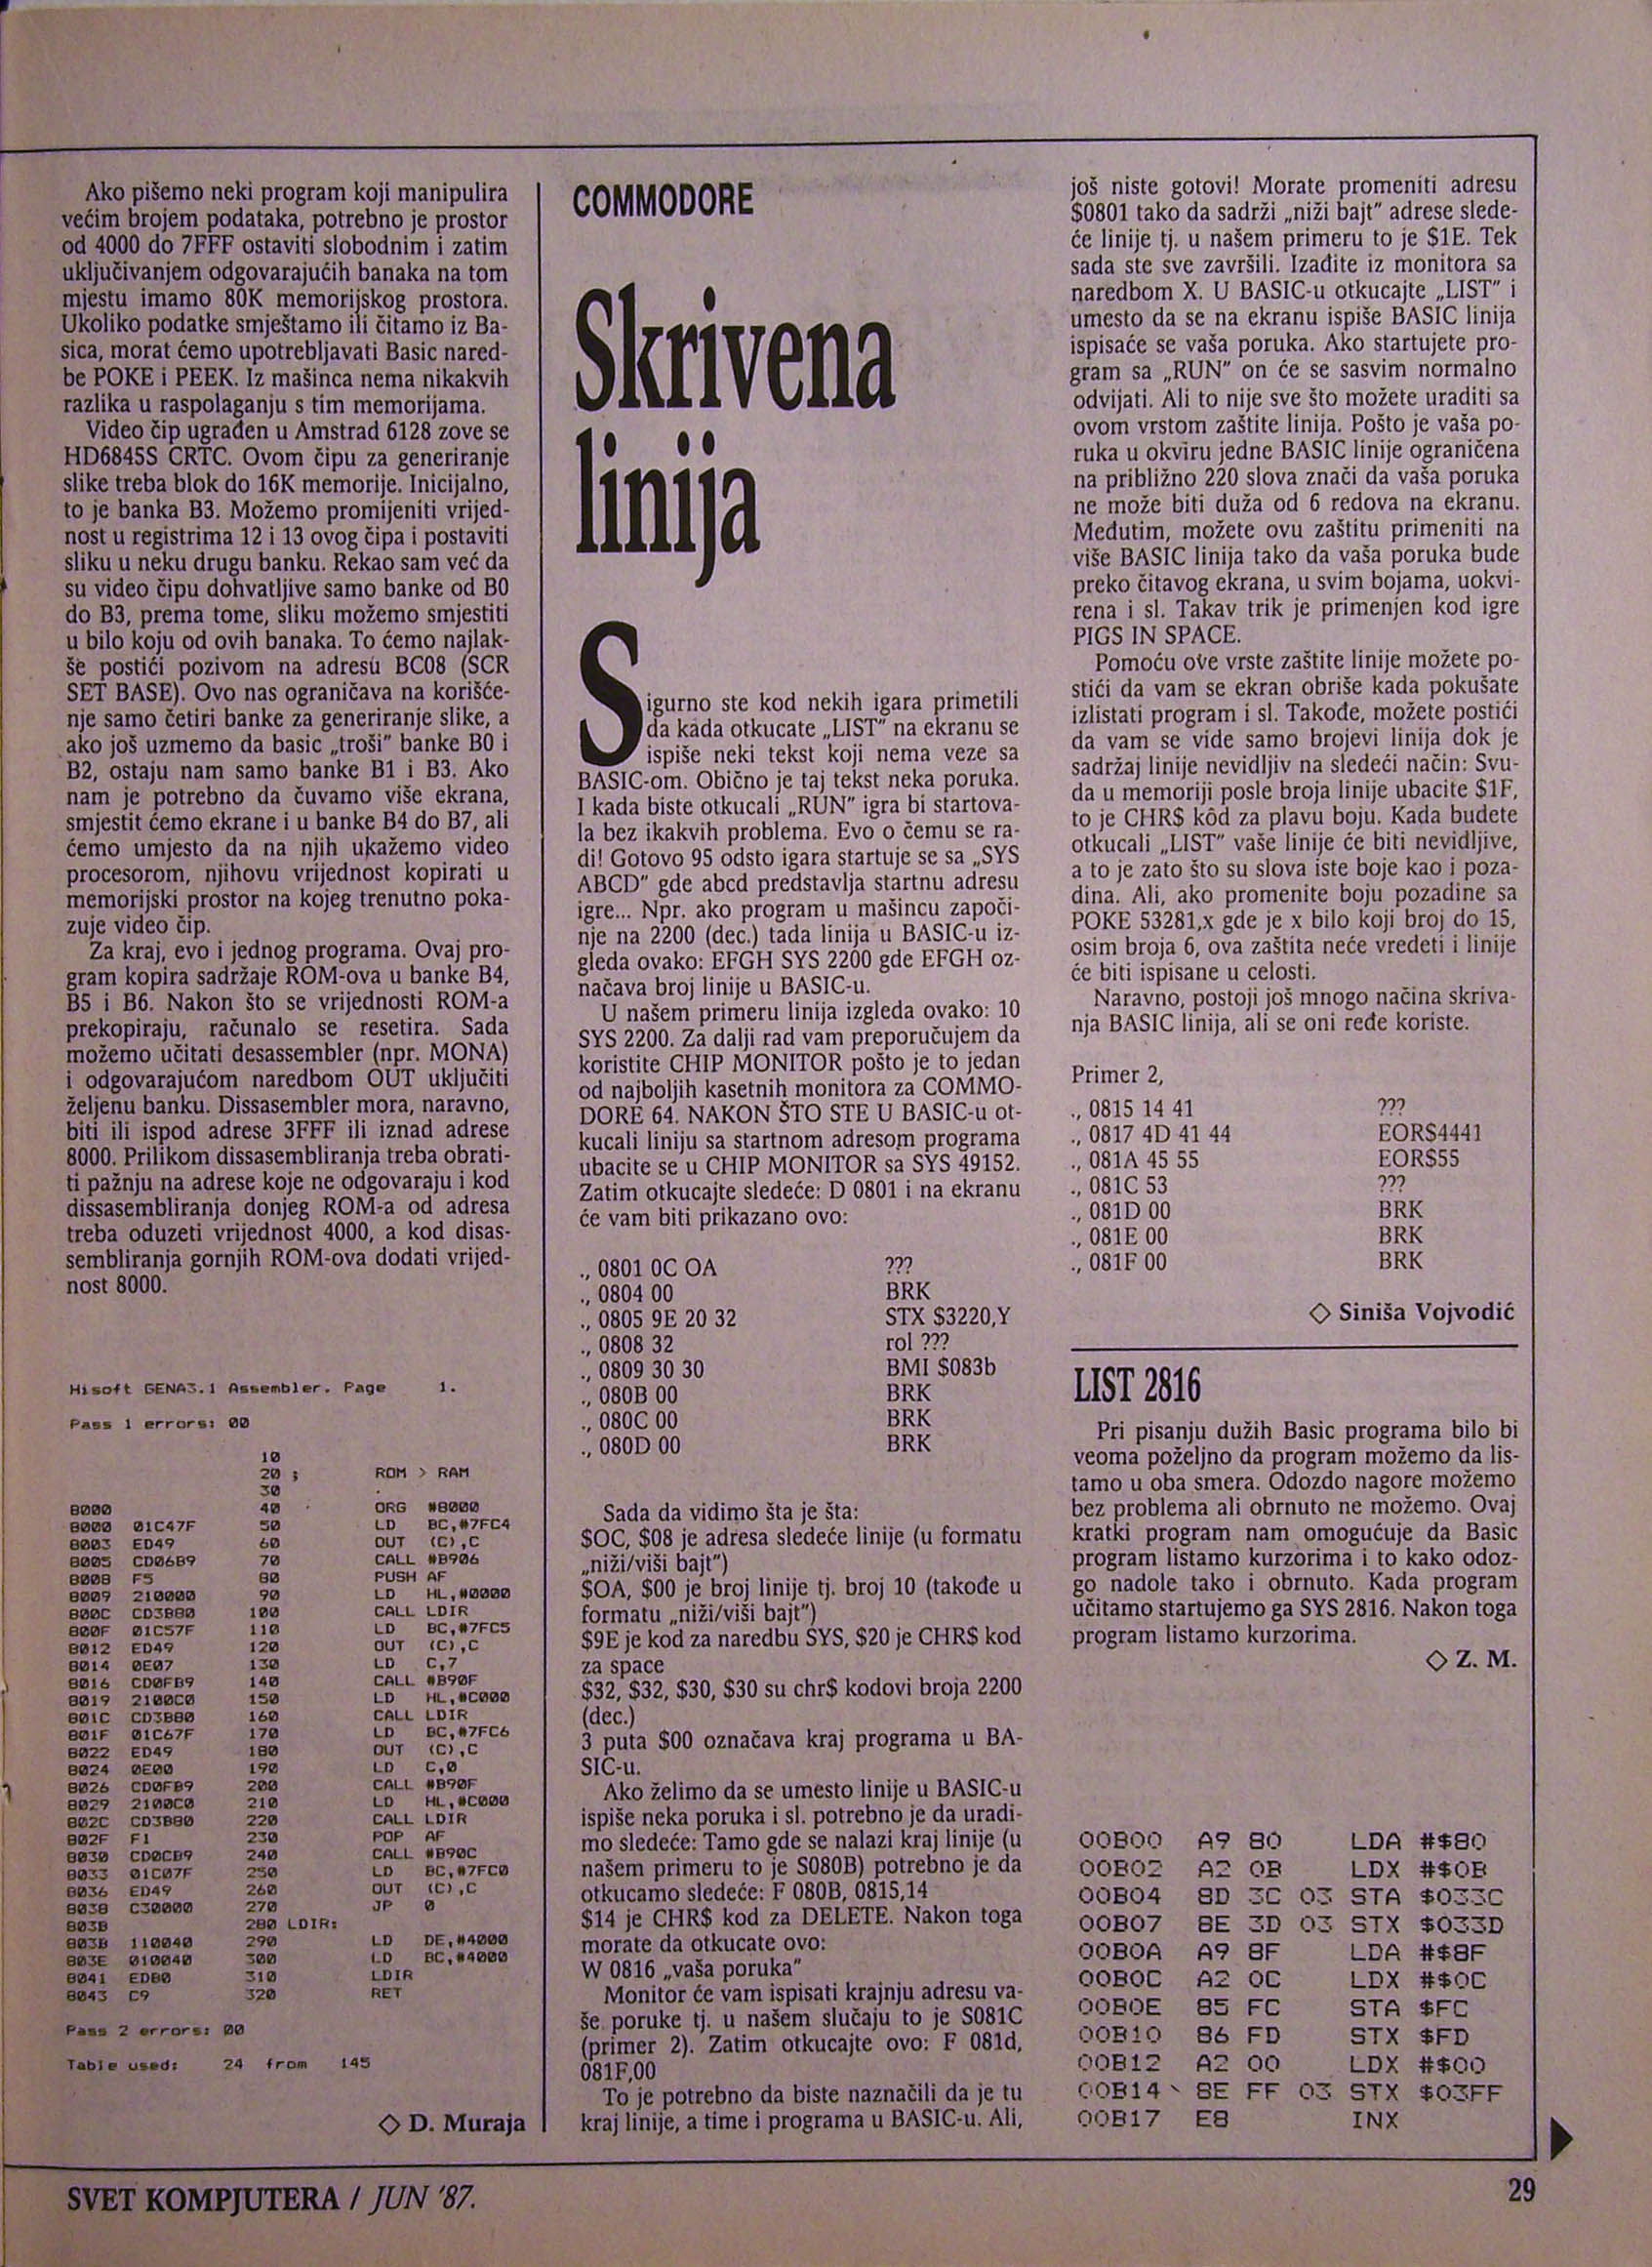 Ako pišemo neki program koji manipulira
većim brojem podataka, potrebno je prostor
od 4000 do 7FFF ostaviti slobodnim i zatim
uključivanjem odgovarajućih banaka na tom
mjestu imamo 80K memorijskog prostora.
Ukoliko podatke smještamo ili čitamo iz Ba-
sica, morat ćemo upotrebljavati Basic nared-
be POKE i PEEK. Iz mašinca nema nikakvih
razlika u raspolaganju s tim memorijama.
Video čip ugrađen u Amstrad 6128 zove se
HD6845S CRTC. Ovom čipu za generiranje
slike treba blok do 16K memorije. Inicijalno,
to je banka B3. Možemo promijeniti vrijed-
nost u registrima 12 i 13 ovog čipa i postaviti
sliku u neku drugu banku. Rekao sam već da
su video čipu dohvatljive samo banke od B0
do B3, prema tome, sliku možemo smjestiti
u bilo koju od ovih banaka. To ćemo najlak-
še postići pozivom na adresu BC08 (SCR
SET BASE). Ovo nas ograničava na korišće-
nje samo četiri banke za generiranje slike, a
ako još uzmemo da basic „troši" banke B0 i
B2, ostaju nam samo banke B1 i B3. Ako
nam je potrebno da čuvamo više ekrana,
smjestit ćemo ekrane i u banke B4 do B7, ali
ćemo umjesto da na njih ukažemo video
procesorom, njihovu vrijednost kopirati u
memorijski prostor na kojeg trenutno poka-
zuje video čip.
Za kraj, evo i jednog programa. Ovaj pro-
gram kopira sadržaje ROM-ova u banke B4,
B5 i B6. Nakon što se vrijednosti ROM-a
prekopiraju, računalo se resetira. Sada
možemo učitati desassembler (npr. MONA)
i odgovarajućom naredbom OUT uključiti
željenu banku. Dissasembler mora, naravno,
biti ili ispod adrese 3FFF ili iznad adrese
8000. Prilikom dissasembliranja treba obrati-
ti pažnju na adrese koje ne odgovaraju i kod
dissasembliranja donjeg ROM-a od adresa
treba oduzeti vrijednost 4000, a kod disas-
sembliranja gornjih ROM-ova dodati vrijed-
nost 8000.
Hisoft GENA3.1 Assembler. Page 1.
Pass 1 errors: 00
10
20 ; ROM > RAM
30
8000 40 ORG #8000
8000 01C47F 50 LD BC,#7FC4
8003 ED49 60 OUT (C),C
8005 CD06B9 70 CALL #B906
8008 F5 80 PUSH AF
8009 210000 90 LD HL,#0000
800C CD3B80 100 CALL LDIR
800F 01C57F 110 LD BC,#7FC5
8012 ED49 120 OUT (C),C
8014 0E07 130 LD C,7
8016 CD0FB9 140 CALL #B90F
8019 2100C0 150 LD HL,#C000
801C CD3B80 160 CALL LDIR
801F 01C67F 170 LD BC,#7FC6
8022 ED49 180 OUT (C),C
8024 0E00 190 LD C,0
8026 CD0FB9 200 CALL #B90F
8029 2100C0 210 LD HL,#C000
802C CD3B80 220 CALL LDIR
802F F1 230 POP AF
8030 CD0CB9 240 CALL #B90C
8033 01C07F 250 LD BC,#7FC0
8036 ED49 260 OUT (C),C
8038 C30000 270 JP 0
803B 280 LDIR:
803B 110040 290 LD DE,#4000
803E 010040 300 LD BC,#4000
8041 EDB0 310 LDIR
8043 C9 320 RET
Pass 2 errors: 00
Table used: 24 from 145
◇ D. Muraja
COMMODORE
Skrivena
linija
Sigurno ste kod nekih igara primetili
da kada otkucate „LIST" na ekranu se
ispiše neki tekst koji nema veze sa
BASIC-om. Obično je taj tekst neka poruka.
I kada biste otkucali „RUN" igra bi startova-
la bez ikakvih problema. Evo o čemu se ra-
di! Gotovo 95 odsto igara startuje se sa „SYS
ABCD" gde abcd predstavlja startnu adresu
igre... Npr. ako program u mašincu započi-
nje na 2200 (dec.) tada linija u BASIC-u iz-
gleda ovako: EFGH SYS 2200 gde EFGH oz-
načava broj linije u BASIC-u.
U našem primeru linija izgleda ovako: 10
SYS 2200. Za dalji rad vam preporučujem da
koristite CHIP MONITOR pošto je to jedan
od najboljih kasetnih monitora za COMMO-
DORE 64. NAKON ŠTO STE U BASIC-u ot-
kucali liniju sa startnom adresom programa
ubacite se u CHIP MONITOR sa SYS 49152.
Zatim otkucajte sledeće: D 0801 i na ekranu
će vam biti prikazano ovo:
., 0801 0C OA ???
., 0804 00 BRK
., 0805 9E 20 32 STX $3220,Y
., 0808 32 rol ???
., 0809 30 30 BMI $083b
., 080B 00 BRK
., 080C 00 BRK
., 080D 00 BRK
Sada da vidimo šta je šta:
$OC, $08 je adresa sledeće linije (u formatu
„niži/viši bajt")
$OA, $00 je broj linije tj. broj 10 (takođe u
formatu „niži/viši bajt")
$9E je kod za naredbu SYS, $20 je CHR$ kod
za space
$32, $32, $30, $30 su chr$ kodovi broja 2200
(dec.)
3 puta $00 označava kraj programa u BA-
SIC-u.
Ako želimo da se umesto linije u BASIC-u
ispiše neka poruka i sl. potrebno je da uradi-
mo sledeće: Tamo gde se nalazi kraj linije (u
našem primeru to je S080B) potrebno je da
otkucamo sledeće: F 080B, 0815,14
$14 je CHR$ kod za DELETE. Nakon toga
morate da otkucate ovo:
W 0816 „vaša poruka"
Monitor će vam ispisati krajnju adresu va-
še poruke tj. u našem slučaju to je S081C
(primer 2). Zatim otkucajte ovo: F 081d,
081F,00
To je potrebno da biste naznačili da je tu
kraj linije, a time i programa u BASIC-u. Ali,
još niste gotovi! Morate promeniti adresu
$0801 tako da sadrži „niži bajt" adrese slede-
će linije tj. u našem primeru to je $1E. Tek
sada ste sve završili. Izađite iz monitora sa
naredbom X. U BASIC-u otkucajte „LIST" i
umesto da se na ekranu ispiše BASIC linija
ispisaće se vaša poruka. Ako startujete pro-
gram sa „RUN" on će se sasvim normalno
odvijati. Ali to nije sve što možete uraditi sa
ovom vrstom zaštite linija. Pošto je vaša po-
ruka u okviru jedne BASIC linije ograničena
na približno 220 slova znači da vaša poruka
ne može biti duža od 6 redova na ekranu.
Međutim, možete ovu zaštitu primeniti na
više BASIC linija tako da vaša poruka bude
preko čitavog ekrana, u svim bojama, uokvi-
rena i sl. Takav trik je primenjen kod igre
PIGS IN SPACE.
Pomoću ove vrste zaštite linije možete po-
stići da vam se ekran obriše kada pokušate
izlistati program i sl. Takođe, možete postići
da vam se vide samo brojevi linija dok je
sadržaj linije nevidljiv na sledeći način: Svu-
da u memoriji posle broja linije ubacite $1F,
to je CHR$ kôd za plavu boju. Kada budete
otkucali „LIST" vaše linije će biti nevidljive,
a to je zato što su slova iste boje kao i poza-
dina. Ali, ako promenite boju pozadine sa
POKE 53281,x gde je x bilo koji broj do 15,
osim broja 6, ova zaštita neće vredeti i linije
će biti ispisane u celosti.
Naravno, postoji još mnogo načina skriva-
nja BASIC linija, ali se oni ređe koriste.
Primer 2,
., 0815 14 41 ???
., 0817 4D 41 44 EOR$4441
., 081A 45 55 EOR$55
., 081C 53 ???
., 081D 00 BRK
., 081E 00 BRK
., 081F 00 BRK
◇ Siniša Vojvodić
LIST 2816
Pri pisanju dužih Basic programa bilo bi
veoma poželjno da program možemo da lis-
tamo u oba smera. Odozdo nagore možemo
bez problema ali obrnuto ne možemo. Ovaj
kratki program nam omogućuje da Basic
program listamo kurzorima i to kako odoz-
go nadole tako i obrnuto. Kada program
učitamo startujemo ga SYS 2816. Nakon toga
program listamo kurzorima.
◇ Z. M.
00B00 A9 80 LDA #$80
00B02 A2 0B LDX #$0B
00B04 8D 3C 03 STA $033C
00B07 8E 3D 03 STX $033D
00B0A A9 8F LDA #$8F
00B0C A2 0C LDX #$0C
00B0E 85 FC STA $FC
00B10 86 FD STX $FD
00B12 A2 00 LDX #$00
00B14 8E FF 03 STX $03FF
00B17 E8 INX
SVET KOMPJUTERA / JUN '87.
29